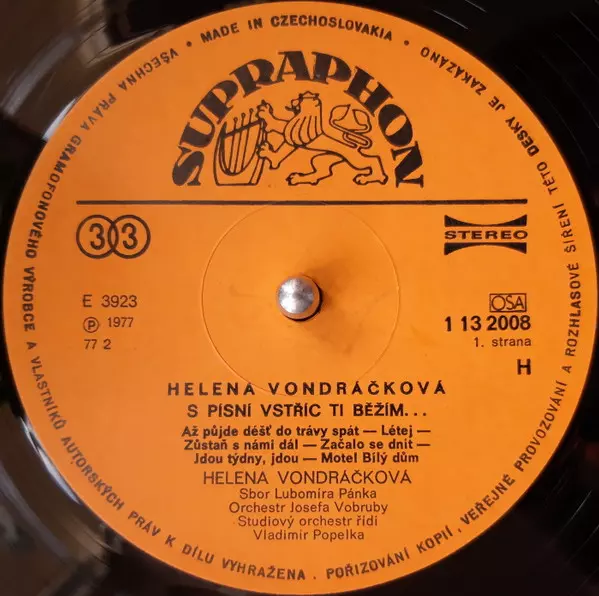 VŠECHNA PRÁVA GRAMOFONOVÉHO VÝROBCE A VLASTNÍKŮ AUTORSKÝCH PRÁV K DÍLU VYHRAŽENA. POŘIZOVÁNÍ KOPIÍ, VEŘEJNÉ PROVOZOVÁNÍ A ROZHLASOVÉ ŠÍŘENÍ TÉTO DESKY JE ZAKÁZÁNO • MADE IN CZECHOSLOVAKIA •
SUPRAPHON
33
STEREO
E 3923
Ⓟ 1977
77 2
OSA
1 13 2008
1. strana
H
HELENA VONDRÁČKOVÁ
S PÍSNÍ VSTŘÍC TI BĚŽÍM...
Až půjde déšť do trávy spát — Létej —
Zůstaň s námi dál — Začalo se dnít —
Jdou týdny, jdou — Motel Bílý dům
HELENA VONDRÁČKOVÁ
Sbor Lubomíra Pánka
Orchestr Josefa Vobruby
Studiový orchestr řídí
Vladimír Popelka